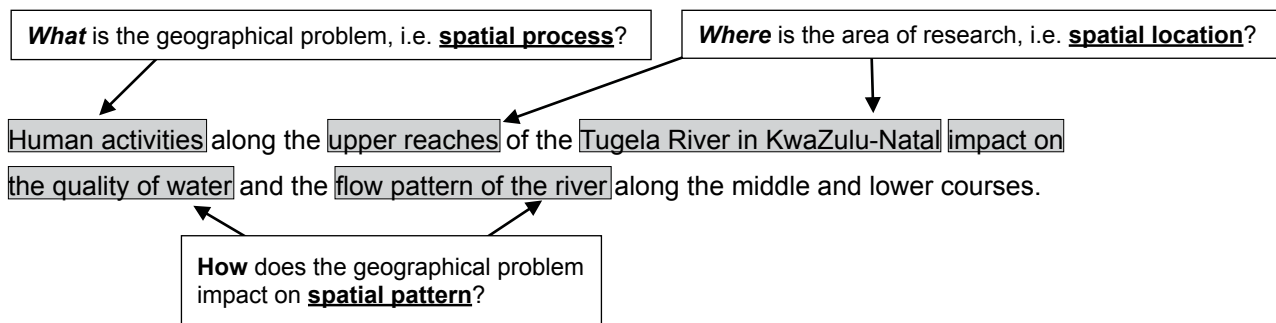 What is the geographical problem, i.e. spatial process?
Where is the area of research, i.e. spatial location?
Human activities along the upper reaches of the Tugela River in KwaZulu-Natal impact on
the quality of water and the flow pattern of the river along the middle and lower courses.
How does the geographical problem
impact on spatial pattern?